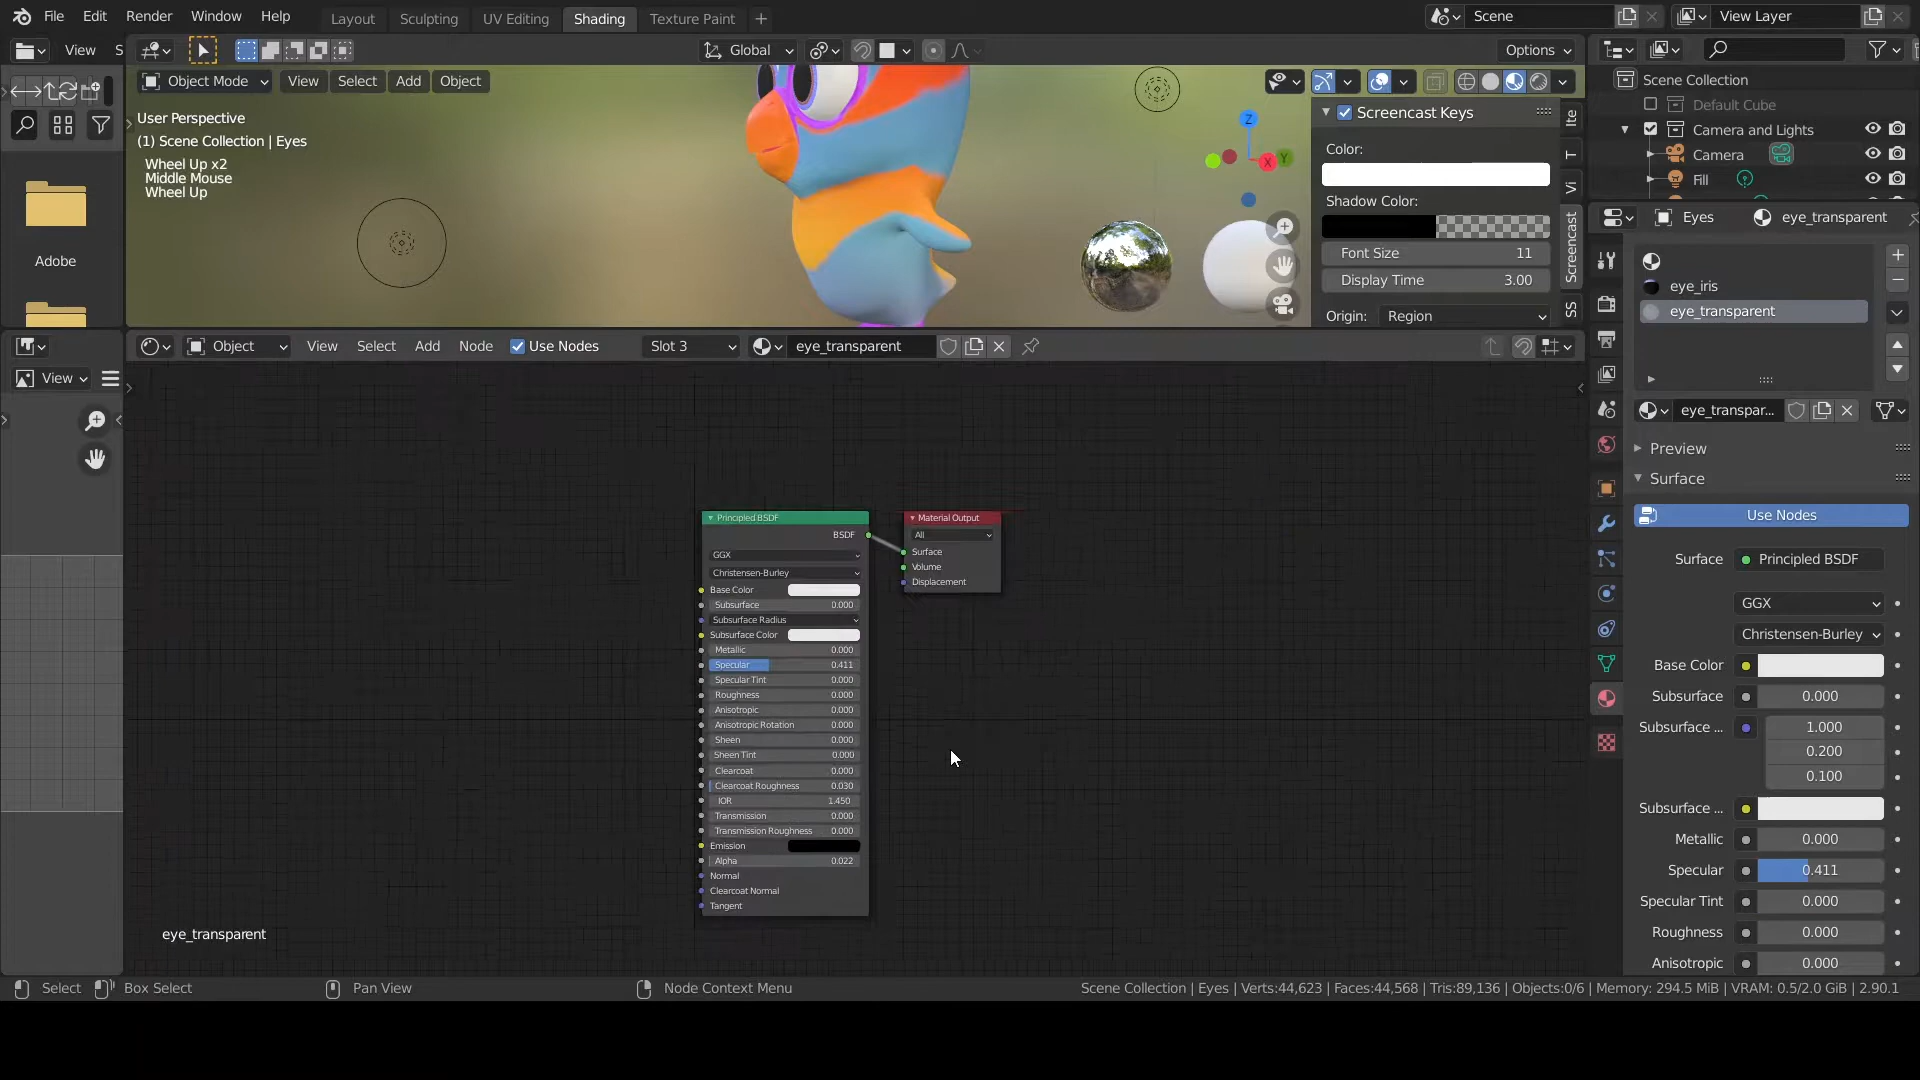 File Edit Render Window Help
Layout Sculpting UV Editing Shading Texture Paint +
Scene
View Layer
View S
Global
Options
Object Mode View Select Add Object
User Perspective
(1) Scene Collection | Eyes
Wheel Up x2
Middle Mouse
Wheel Up
Adobe
Z
X
Y
Screencast Keys
Color:
Shadow Color:
Font Size 11
Display Time 3.00
Origin: Region
Ite
T
Vi
Screencast
SS
Scene Collection
Default Cube
Camera and Lights
Camera
Fill
Eyes eye_transparent
eye_iris
eye_transparent
eye_transpar...
Preview
Surface
Use Nodes
Surface Principled BSDF
GGX
Christensen-Burley
Base Color
Subsurface 0.000
Subsurface ... 1.000
0.200
0.100
Subsurface ...
Metallic 0.000
Specular 0.411
Specular Tint 0.000
Roughness 0.000
Anisotropic 0.000
View
Object View Select Add Node Use Nodes Slot 3 eye_transparent
Principled BSDF
BSDF
GGX
Christensen-Burley
Base Color
Subsurface 0.000
Subsurface Radius
Subsurface Color
Metallic 0.000
Specular 0.411
Specular Tint 0.000
Roughness 0.000
Anisotropic 0.000
Anisotropic Rotation 0.000
Sheen 0.000
Sheen Tint 0.000
Clearcoat 0.000
Clearcoat Roughness 0.030
IOR 1.450
Transmission 0.000
Transmission Roughness 0.000
Emission
Alpha 0.022
Normal
Clearcoat Normal
Tangent
Material Output
All
Surface
Volume
Displacement
eye_transparent
Select Box Select Pan View Node Context Menu
Scene Collection | Eyes | Verts:44,623 | Faces:44,568 | Tris:89,136 | Objects:0/6 | Memory: 294.5 MiB | VRAM: 0.5/2.0 GiB | 2.90.1